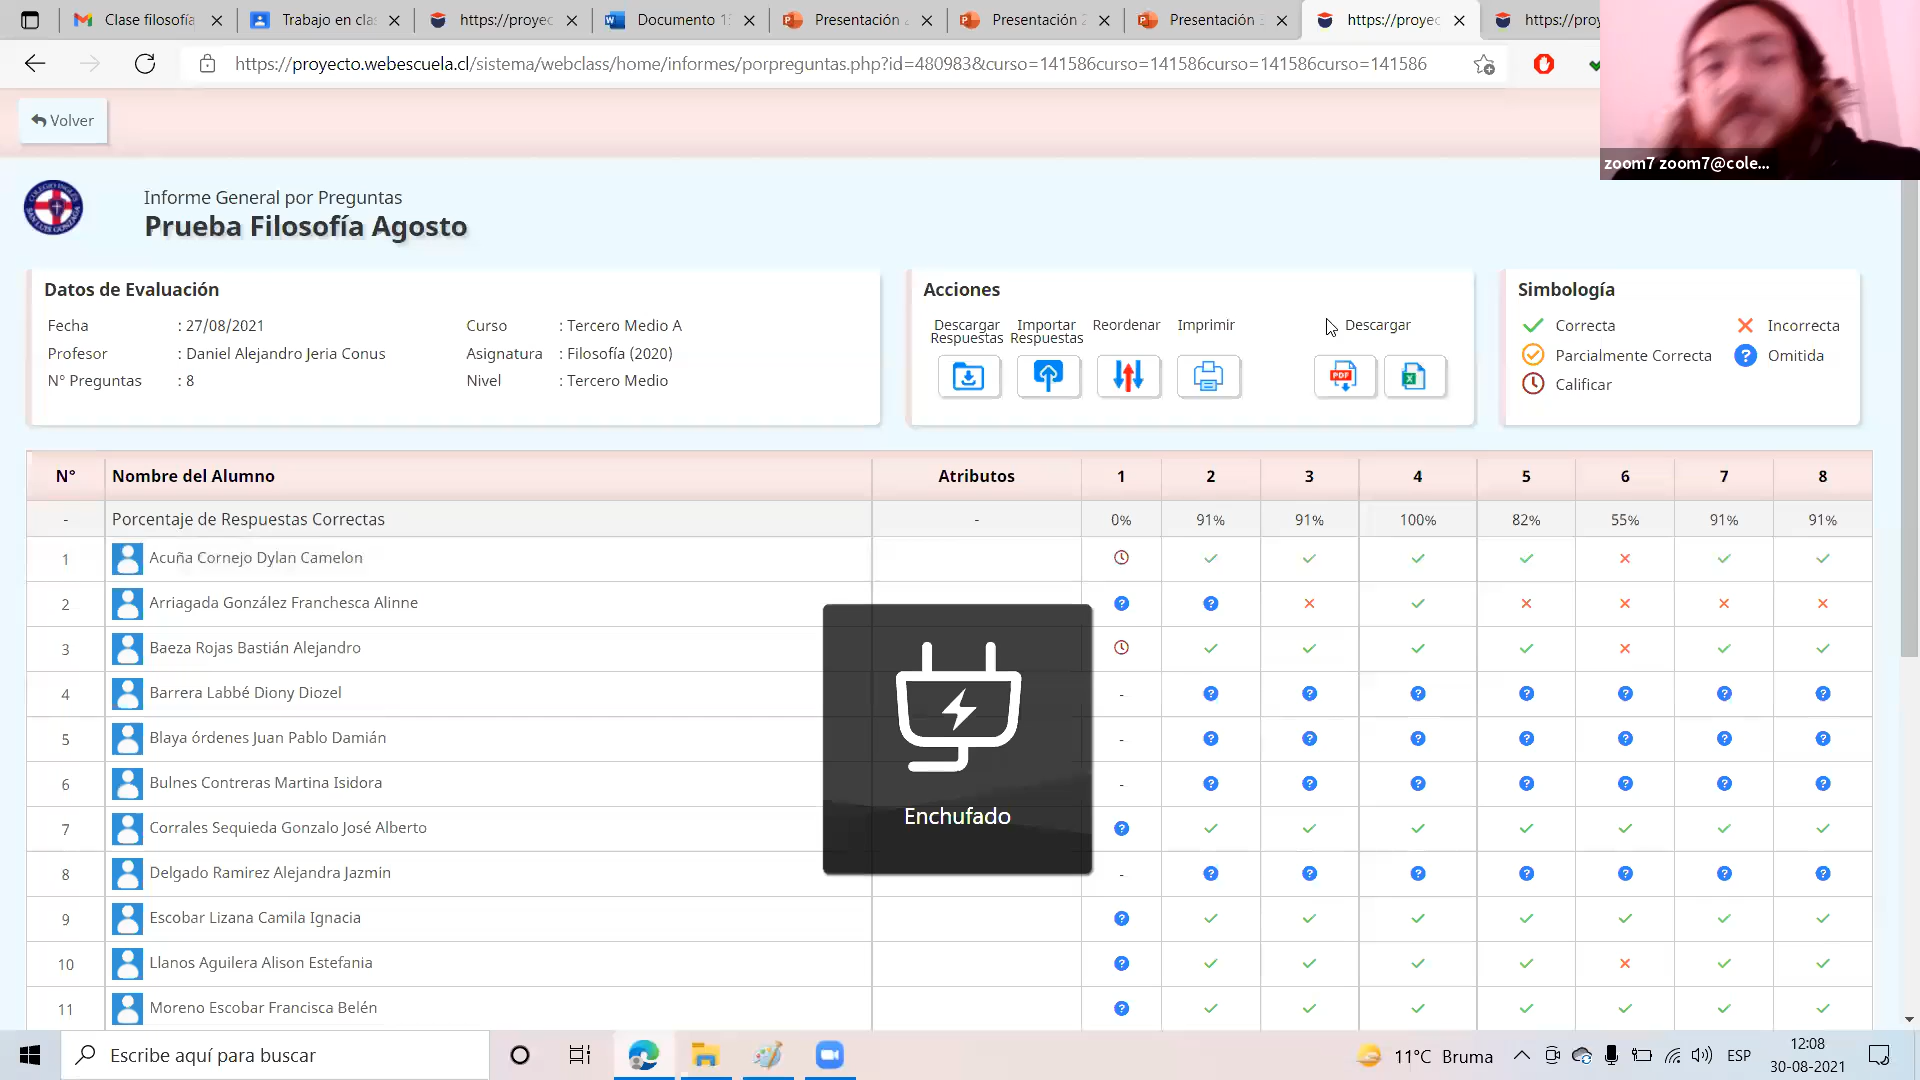 Clase filosofía
Trabajo en cla
https://proyec
Documento 1
Presentación
Presentación 2
Presentación
https://proyec
https://proy
https://proyecto.webescuela.cl/sistema/webclass/home/informes/porpreguntas.php?id=480983&curso=141586curso=141586curso=141586curso=141586
Volver
zoom7 zoom7@cole...
Informe General por Preguntas
Prueba Filosofía Agosto
Datos de Evaluación
Fecha : 27/08/2021 Curso : Tercero Medio A
Profesor : Daniel Alejandro Jeria Conus Asignatura : Filosofía (2020)
N° Preguntas : 8 Nivel : Tercero Medio
Acciones
Descargar Respuestas
Importar Respuestas
Reordenar
Imprimir
Descargar
PDF
Simbología
Correcta Incorrecta
Parcialmente Correcta Omitida
Calificar
N° Nombre del Alumno Atributos 1 2 3 4 5 6 7 8
- Porcentaje de Respuestas Correctas - 0% 91% 91% 100% 82% 55% 91% 91%
1 Acuña Cornejo Dylan Camelon
2 Arriagada González Franchesca Alinne
3 Baeza Rojas Bastián Alejandro
4 Barrera Labbé Diony Diozel -
5 Blaya órdenes Juan Pablo Damián -
6 Bulnes Contreras Martina Isidora -
7 Corrales Sequieda Gonzalo José Alberto
8 Delgado Ramirez Alejandra Jazmin -
9 Escobar Lizana Camila Ignacia
10 Llanos Aguilera Alison Estefania
11 Moreno Escobar Francisca Belén
Enchufado
Escribe aquí para buscar
11°C Bruma
ESP
12:08
30-08-2021